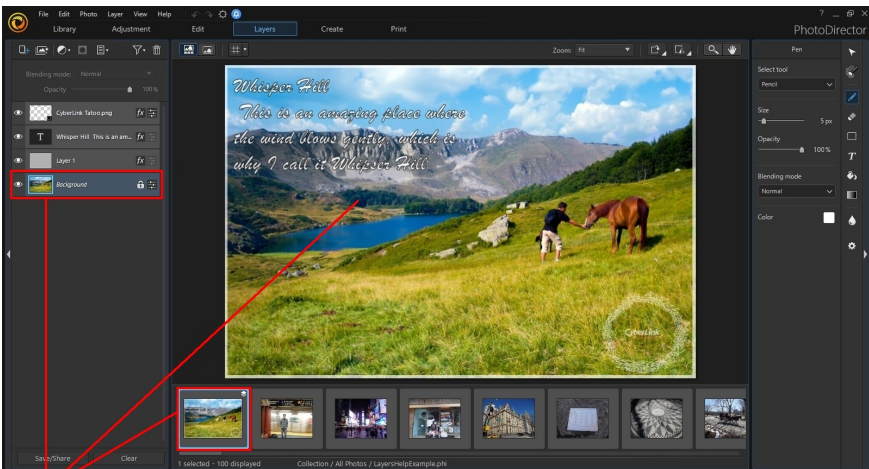 File Edit Photo Layer View Help
Library Adjustment Edit Layers Create Print PhotoDirector
Zoom: Fit
Pen
Blending mode: Normal
Opacity 100%
CyberLink Tatoo.png fx
T Whisper Hill This is an am... fx
Layer 1 fx
Background
Save/Share Clear
Whisper Hill
This is an amazing place where
the wind blows gently, which is
why I call it Whipser Hill
CyberLink
1 selected - 100 displayed Collection / All Photos / LayersHelpExample.phi
Select tool
Pencil
Size
5 px
Opacity
100%
Blending mode
Normal
Color
T